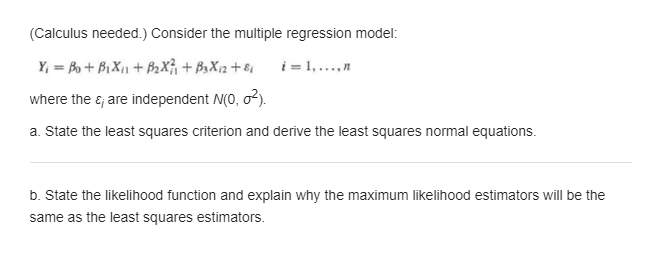 (Calculus needed.) Consider the multiple regression model:
Yᵢ = β₀ + β₁Xᵢ₁ + β₂X²ᵢ₁ + β₃Xᵢ₂ + εᵢ i = 1, . . . , n
where the εᵢ are independent N(0, σ²).
a. State the least squares criterion and derive the least squares normal equations.
b. State the likelihood function and explain why the maximum likelihood estimators will be the
same as the least squares estimators.